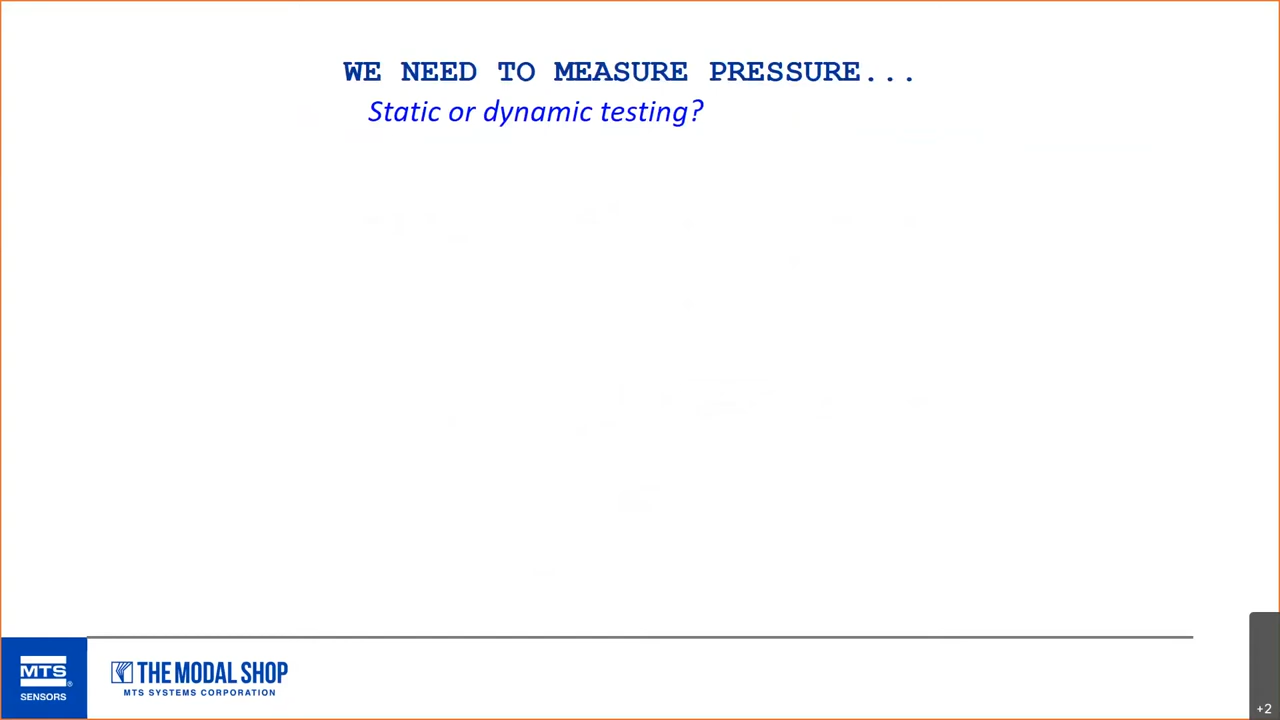 WE NEED TO MEASURE PRESSURE...
Static or dynamic testing?
MTS
SENSORS
THE MODAL SHOP
MTS SYSTEMS CORPORATION
+2